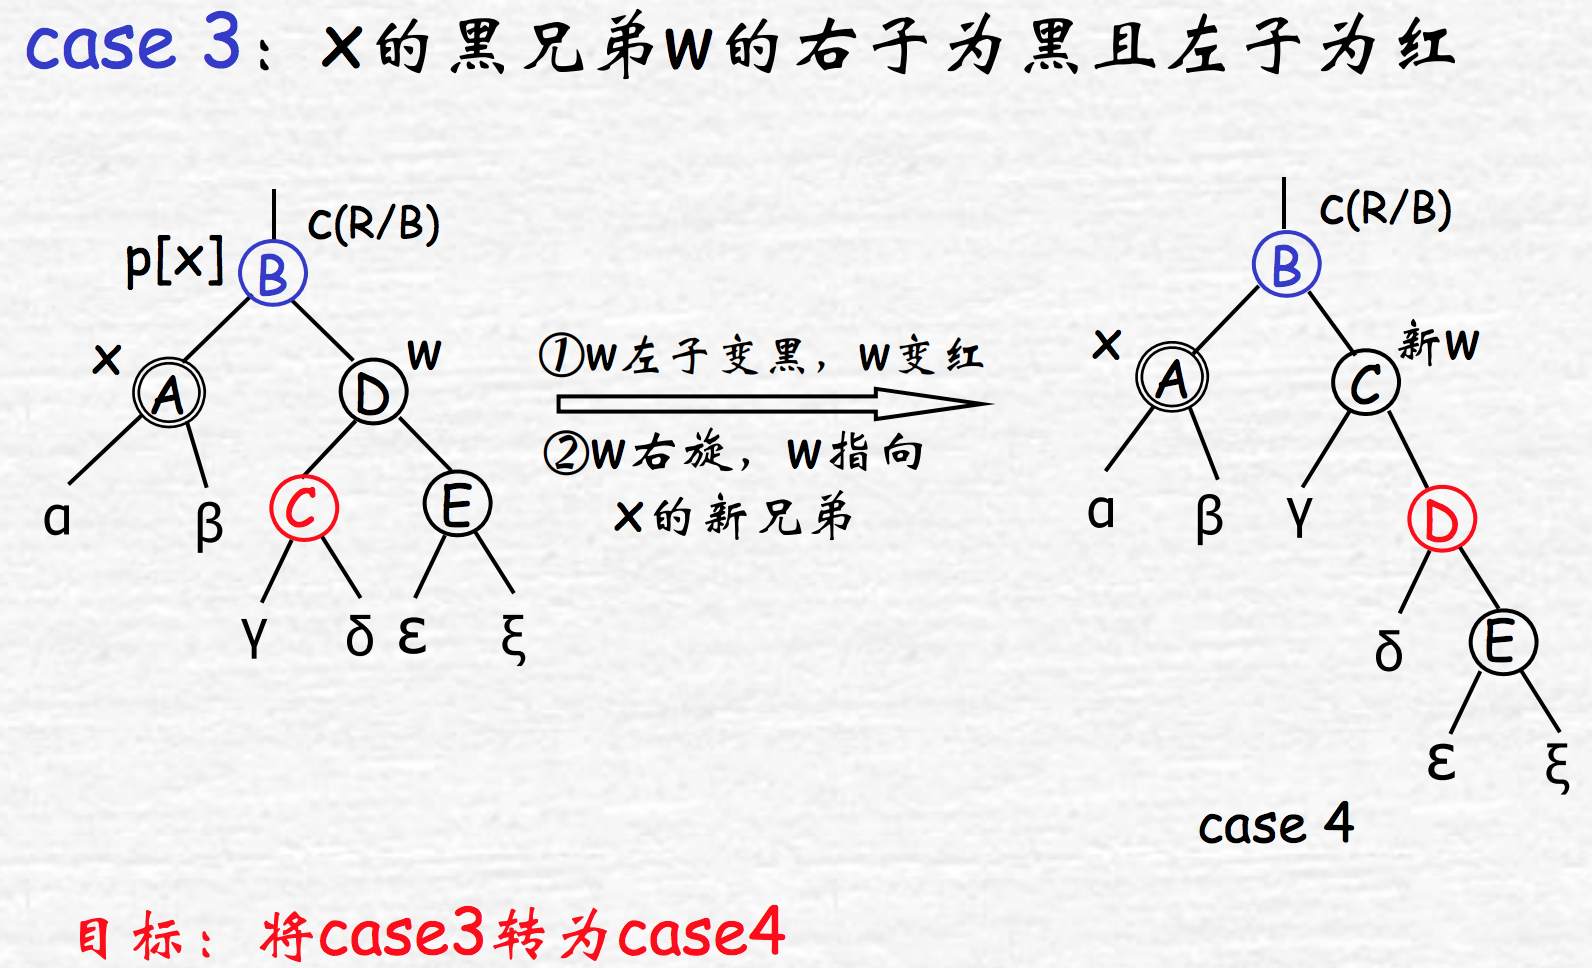 case 3：x的黑兄弟w的右子为黑且左子为红
c(R/B)
p[x]
B
x
w
A
D
α
β
C
E
γ
δ
ε
ξ
①w左子变黑，w变红
②w右旋，w指向
x的新兄弟
c(R/B)
B
x
新w
A
C
α
β
γ
D
δ
E
ε
ξ
case 4
目标：将case3转为case4